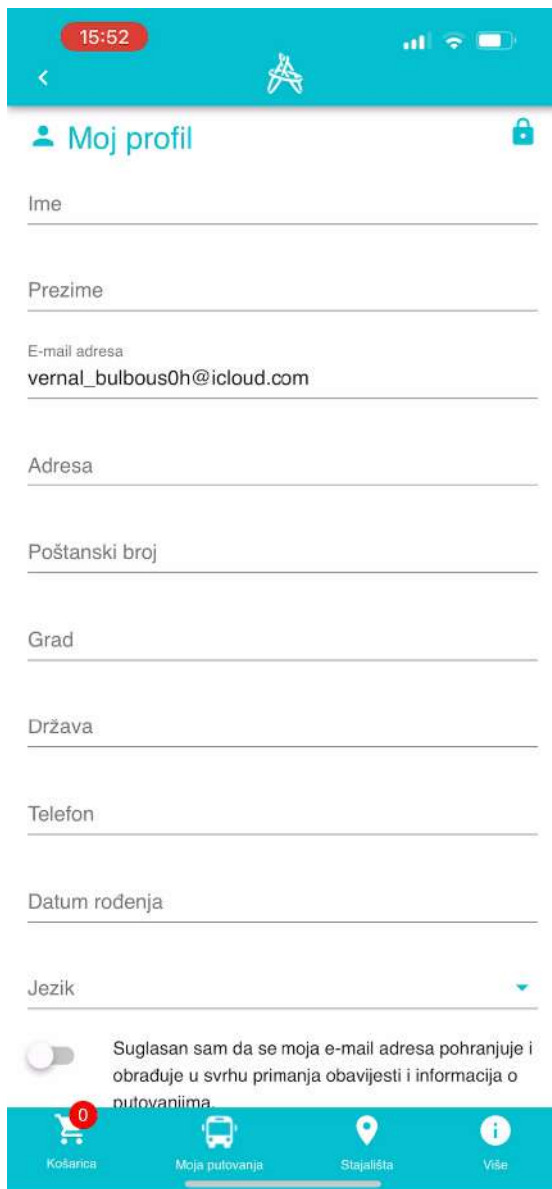 15:52
Moj profil
Ime
Prezime
E-mail adresa
vernal_bulbous0h@icloud.com
Adresa
Poštanski broj
Grad
Država
Telefon
Datum rođenja
Jezik
Suglasan sam da se moja e-mail adresa pohranjuje i
obrađuje u svrhu primanja obavijesti i informacija o
putovanjima.
0
Košarica
Moja putovanja
Stajališta
Više